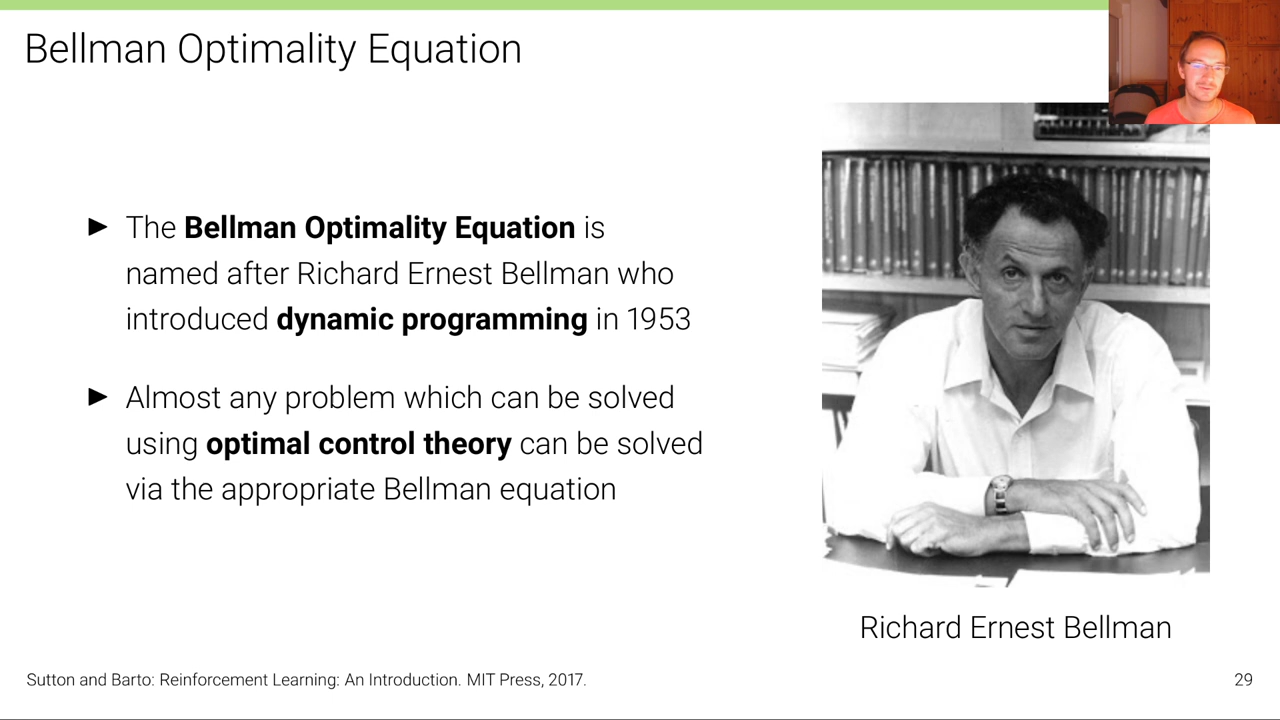 Bellman Optimality Equation
► The Bellman Optimality Equation is
named after Richard Ernest Bellman who
introduced dynamic programming in 1953
► Almost any problem which can be solved
using optimal control theory can be solved
via the appropriate Bellman equation
Richard Ernest Bellman
Sutton and Barto: Reinforcement Learning: An Introduction. MIT Press, 2017.
29